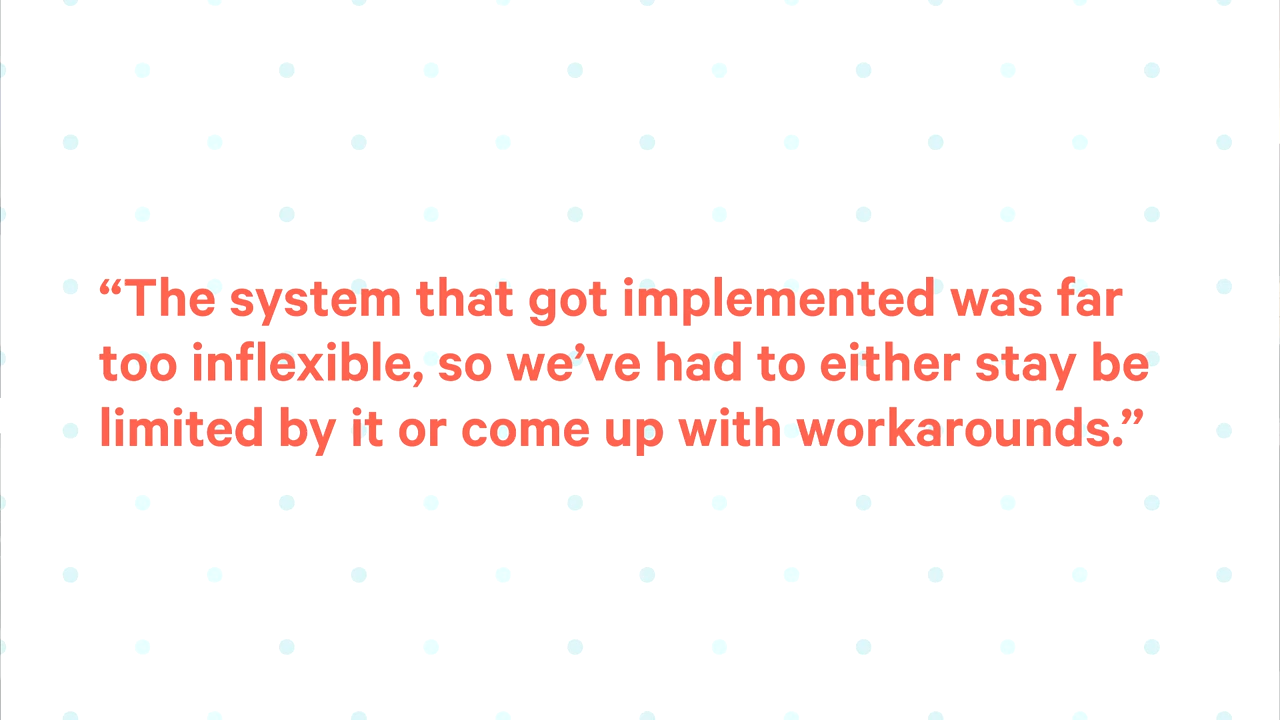 “The system that got implemented was far
too inflexible, so we’ve had to either stay be
limited by it or come up with workarounds.”